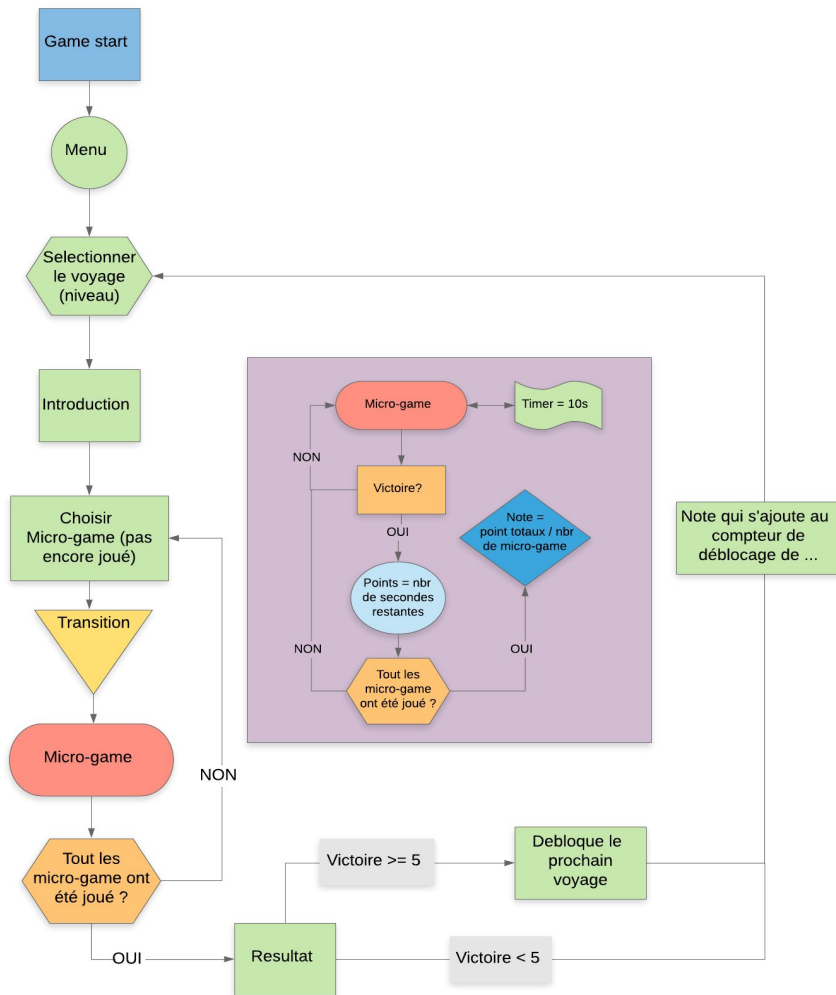 Game start
Menu
Selectionner
le voyage
(niveau)
Introduction
Choisir
Micro-game (pas
encore joué)
Transition
Micro-game
NON
Tout les
micro-game ont
été joué ?
OUI
Resultat
Victoire >= 5
Debloque le
prochain
voyage
Victoire < 5
Note qui s'ajoute au
compteur de
déblocage de ...
Micro-game
Timer = 10s
NON
Victoire?
OUI
Points = nbr
de secondes
restantes
NON
Tout les
micro-game
ont été joué ?
OUI
Note =
point totaux / nbr
de micro-game